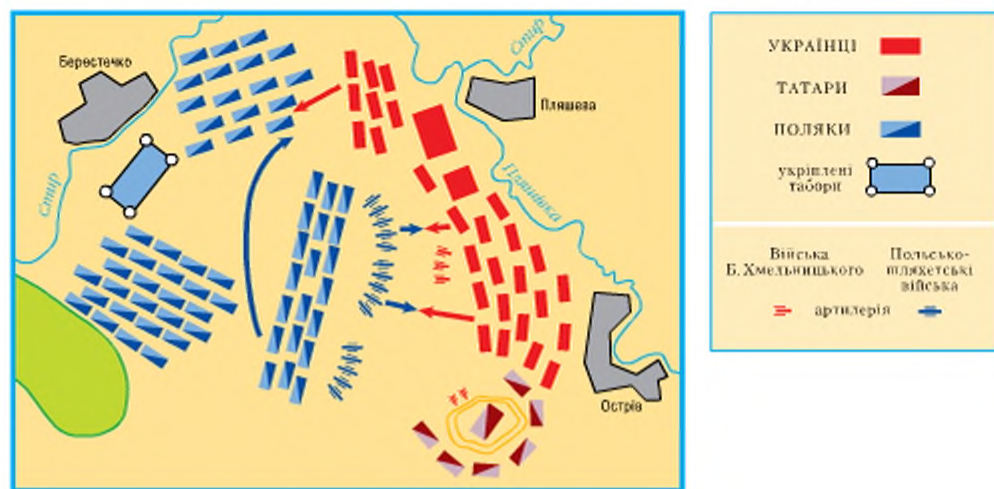 Берестечко
Стир
Стир
Пляшева
Пляшівка
Острів
УКРАЇНЦІ
ТАТАРИ
ПОЛЯКИ
укріплені
табори
Війська
Б.Хмельницького
Польсько-
шляхетські
війська
артилерія